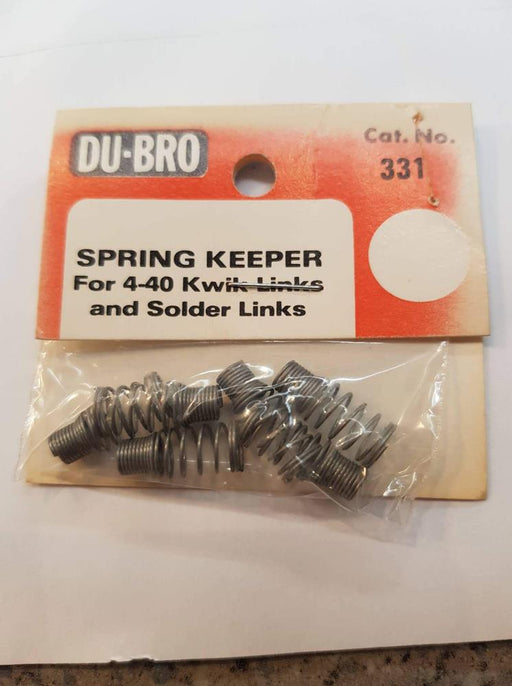 DU-BRO
Cat. No.
331
SPRING KEEPER
For 4-40 Kwik Links
and Solder Links